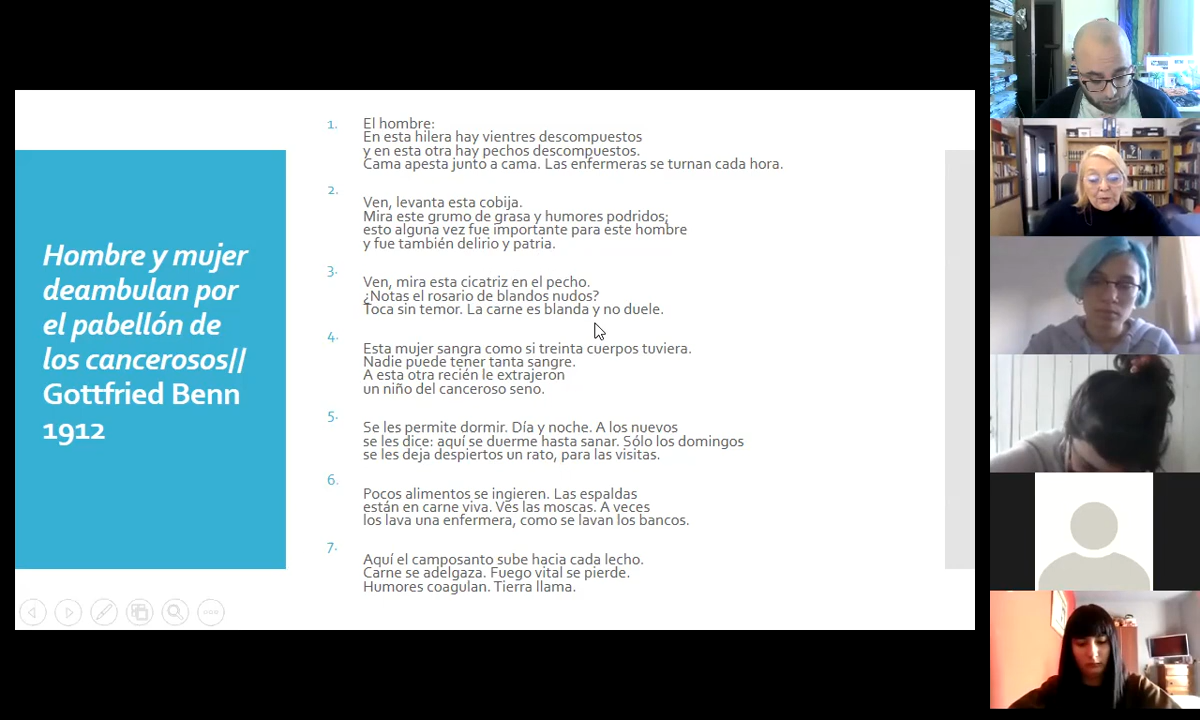 Hombre y mujer
deambulan por
el pabellón de
los cancerosos//
Gottfried Benn
1912
1. El hombre:
En esta hilera hay vientres descompuestos
y en esta otra hay pechos descompuestos.
Cama apesta junto a cama. Las enfermeras se turnan cada hora.
2. Ven, levanta esta cobija.
Mira este grumo de grasa y humores podridos;
esto alguna vez fue importante para este hombre
y fue también delirio y patria.
3. Ven, mira esta cicatriz en el pecho.
¿Notas el rosario de blandos nudos?
Toca sin temor. La carne es blanda y no duele.
4. Esta mujer sangra como si treinta cuerpos tuviera.
Nadie puede tener tanta sangre.
A esta otra recién le extrajeron
un niño del canceroso seno.
5. Se les permite dormir. Día y noche. A los nuevos
se les dice: aquí se duerme hasta sanar. Sólo los domingos
se les deja despiertos un rato, para las visitas.
6. Pocos alimentos se ingieren. Las espaldas
están en carne viva. Ves las moscas. A veces
los lava una enfermera, como se lavan los bancos.
7. Aquí el camposanto sube hacia cada lecho.
Carne se adelgaza. Fuego vital se pierde.
Humores coagulan. Tierra llama.